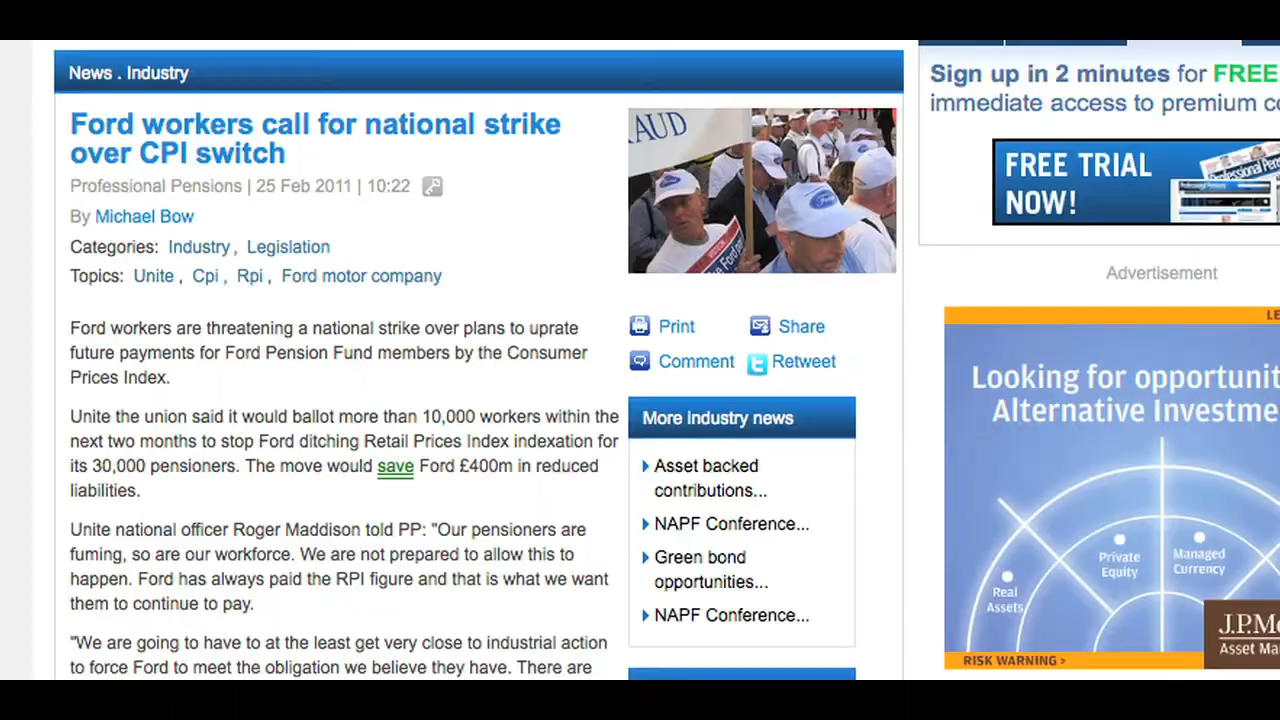 News . Industry
Ford workers call for national strike
over CPI switch
Professional Pensions | 25 Feb 2011 | 10:22
By Michael Bow
Categories: Industry , Legislation
Topics: Unite , Cpi , Rpi , Ford motor company
Ford workers are threatening a national strike over plans to uprate
future payments for Ford Pension Fund members by the Consumer
Prices Index.
Unite the union said it would ballot more than 10,000 workers within the
next two months to stop Ford ditching Retail Prices Index indexation for
its 30,000 pensioners. The move would save Ford £400m in reduced
liabilities.
Unite national officer Roger Maddison told PP: "Our pensioners are
fuming, so are our workforce. We are not prepared to allow this to
happen. Ford has always paid the RPI figure and that is what we want
them to continue to pay.
"We are going to have to at the least get very close to industrial action
to force Ford to meet the obligation we believe they have. There are
AUD
Print
Share
Comment
Retweet
More industry news
Asset backed
contributions...
NAPF Conference...
Green bond
opportunities...
NAPF Conference...
Sign up in 2 minutes for FREE
immediate access to premium co
FREE TRIAL
NOW!
Advertisement
LE
Looking for opportunit
Alternative Investme
Private
Equity
Managed
Currency
Real
Assets
J.P.Mo
Asset Ma
RISK WARNING >